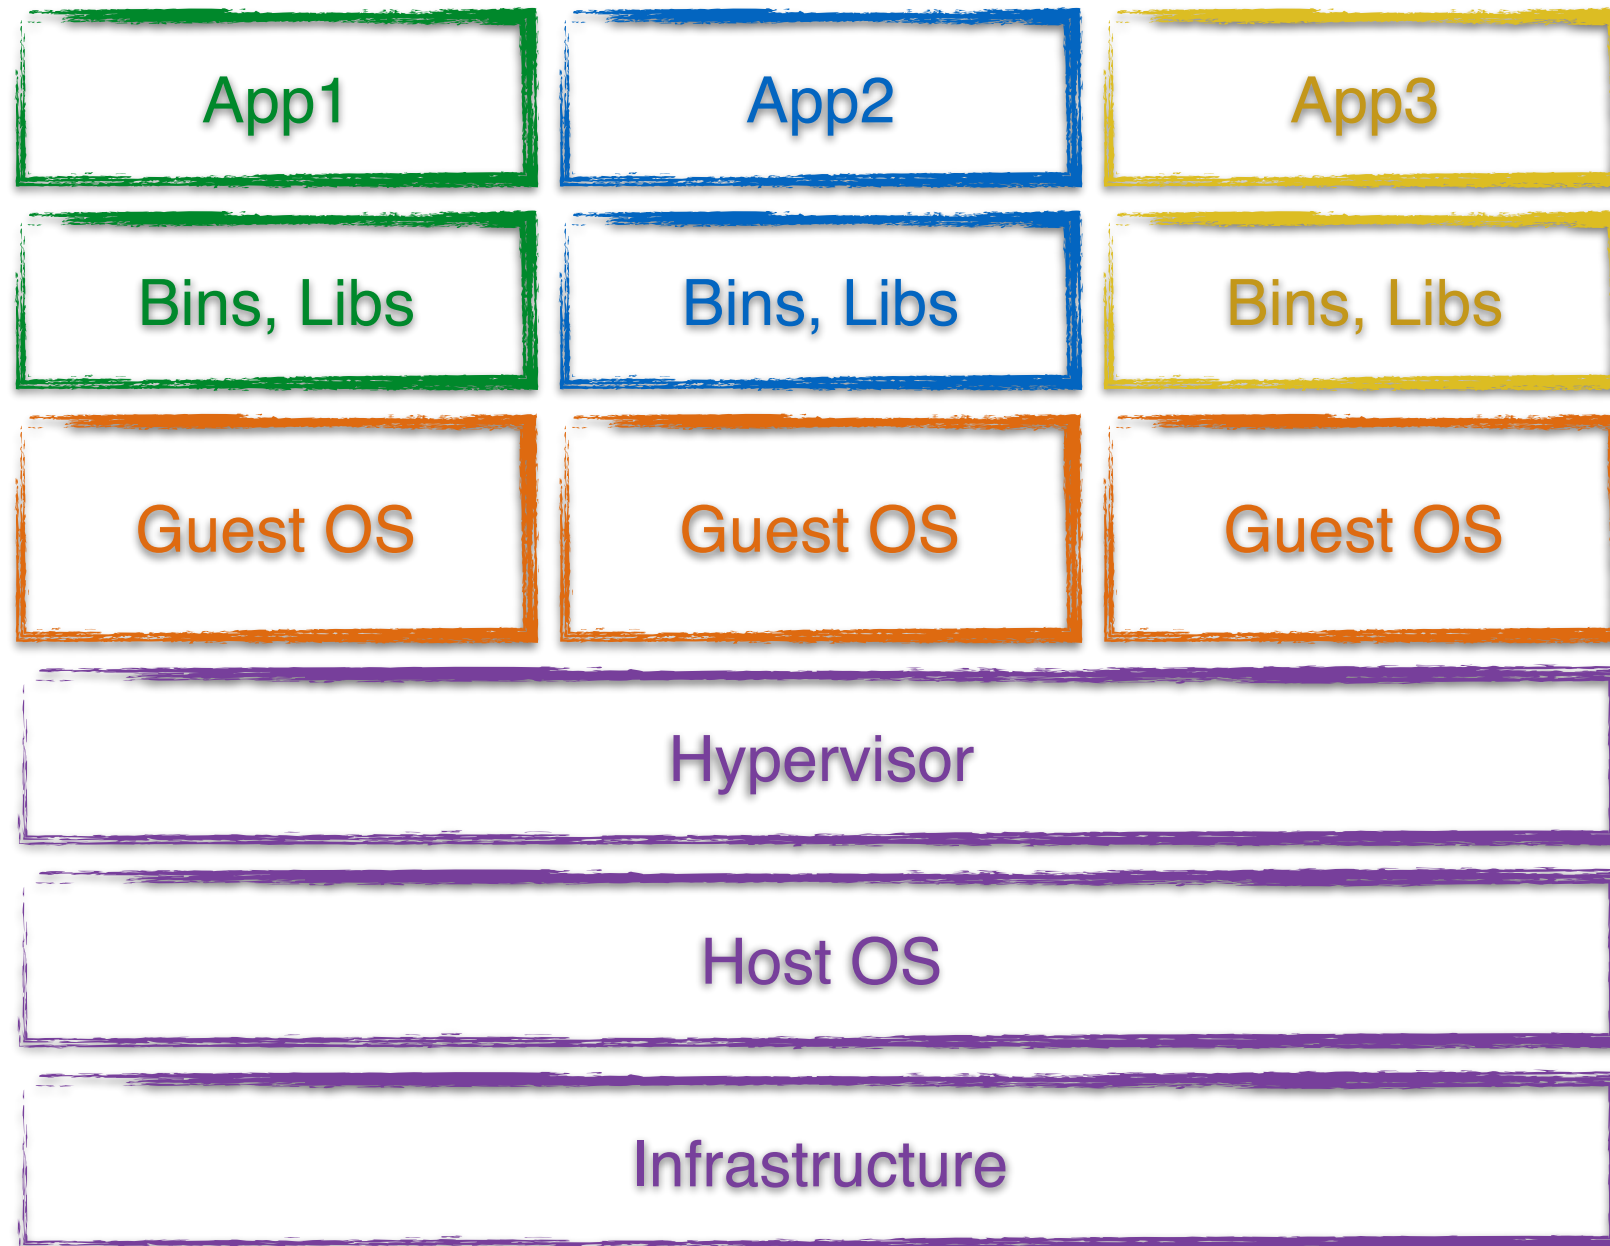 App1
App2
App3
Bins, Libs
Bins, Libs
Bins, Libs
Guest OS
Guest OS
Guest OS
Hypervisor
Host OS
Infrastructure